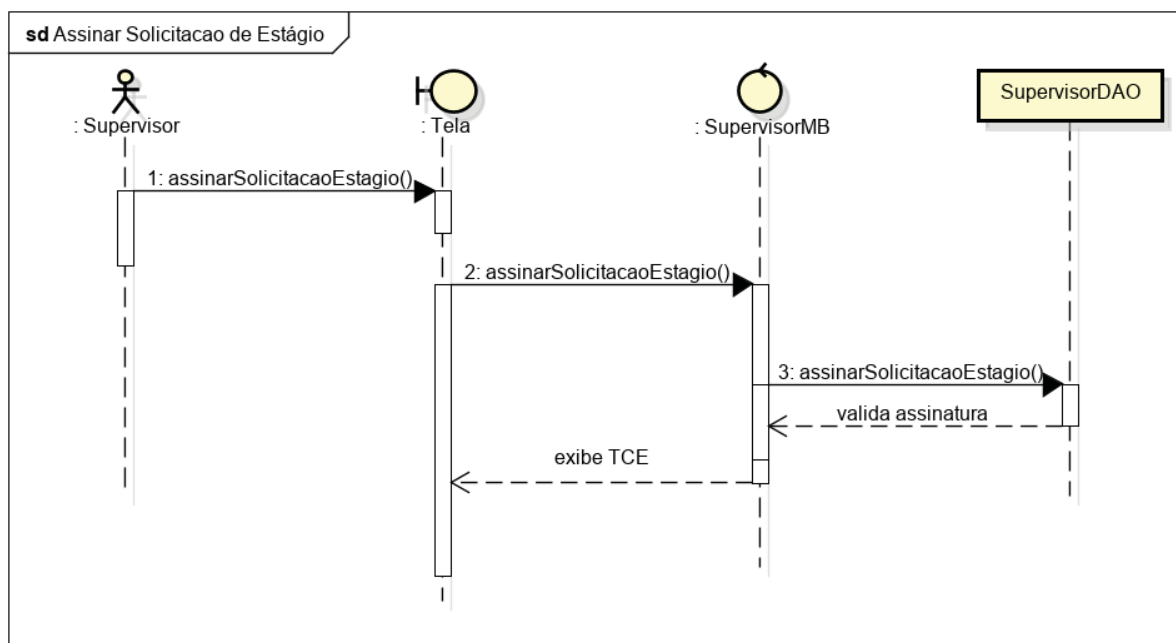 sd Assinar Solicitacao de Estágio
: Supervisor
: Tela
: SupervisorMB
SupervisorDAO
1: assinarSolicitacaoEstagio()
2: assinarSolicitacaoEstagio()
3: assinarSolicitacaoEstagio()
valida assinatura
exibe TCE